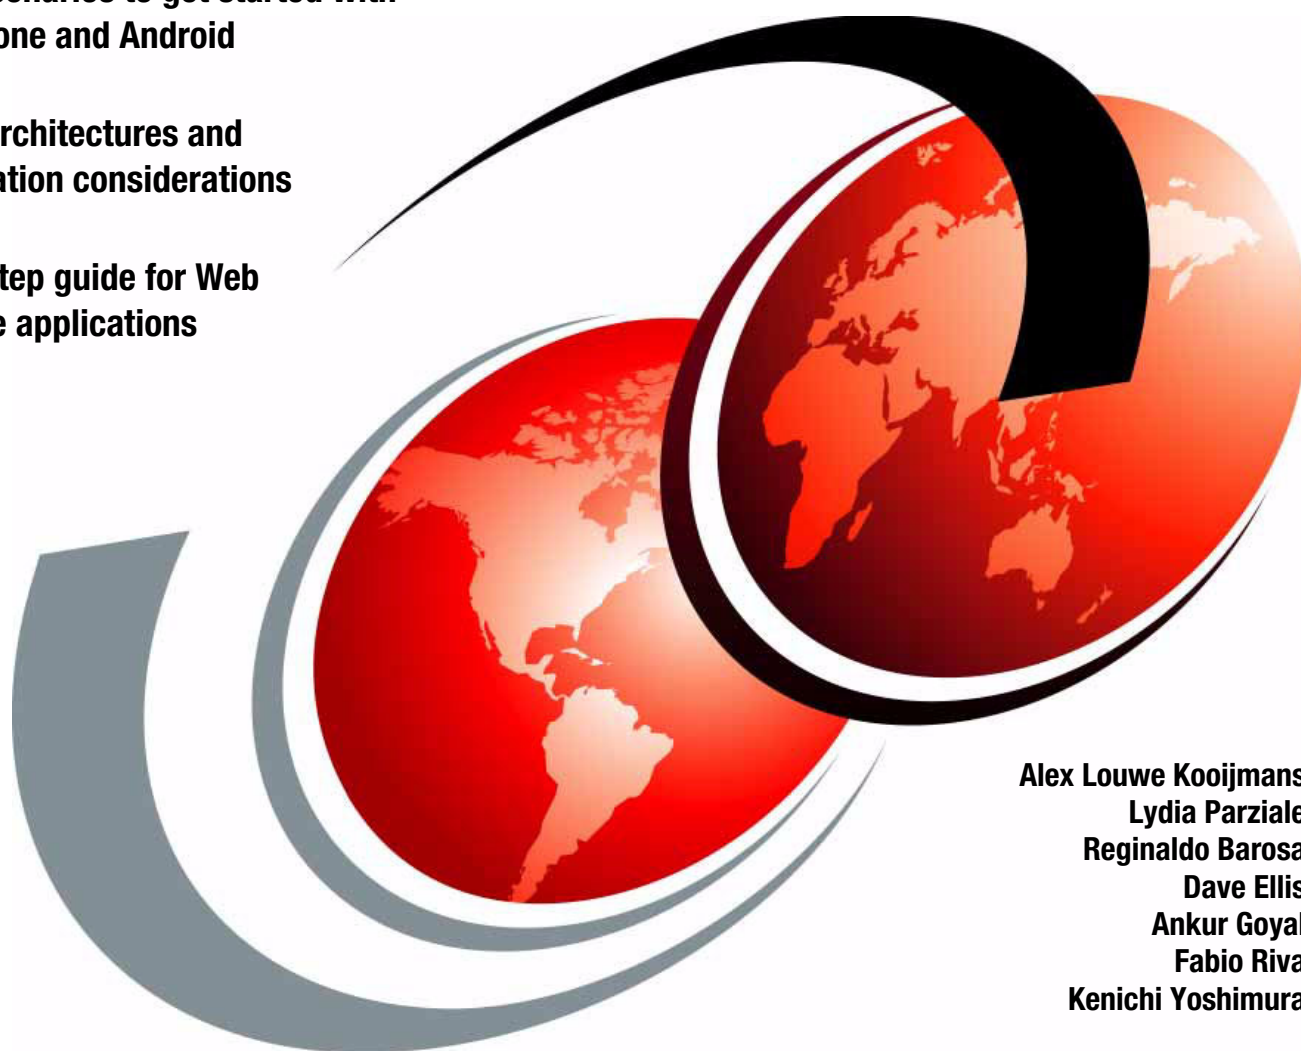 one and Android
rchitectures and
ation considerations
tep guide for Web
e applications
Alex Louwe Kooijmans
Lydia Parziale
Reginaldo Barosa
Dave Ellis
Ankur Goyal
Fabio Riva
Kenichi Yoshimura